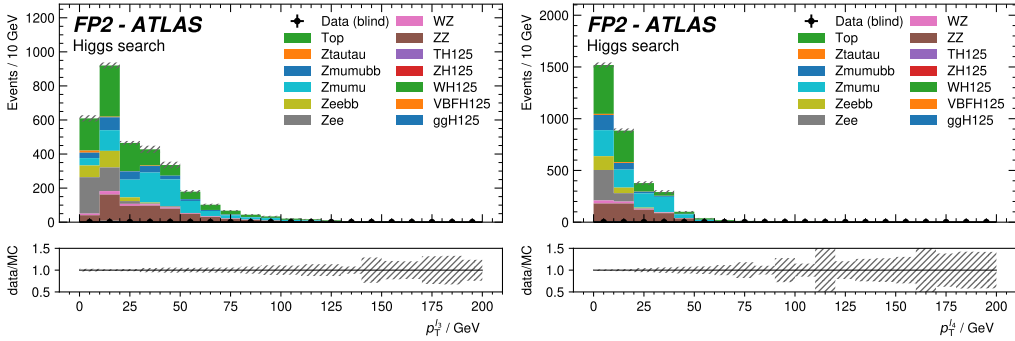 FP2 - ATLAS
Higgs search
Data (blind)
Top
Ztautau
Zmumubb
Zmumu
Zeebb
Zee
WZ
ZZ
TH125
ZH125
WH125
VBFH125
ggH125
Events / 10 GeV
1200
1000
800
600
400
200
0
data/MC
1.5
1.0
0.5
0 25 50 75 100 125 150 175 200
p_T^{l_3} / GeV
FP2 - ATLAS
Higgs search
Data (blind)
Top
Ztautau
Zmumubb
Zmumu
Zeebb
Zee
WZ
ZZ
TH125
ZH125
WH125
VBFH125
ggH125
Events / 10 GeV
2000
1500
1000
500
0
data/MC
1.5
1.0
0.5
0 25 50 75 100 125 150 175 200
p_T^{l_4} / GeV